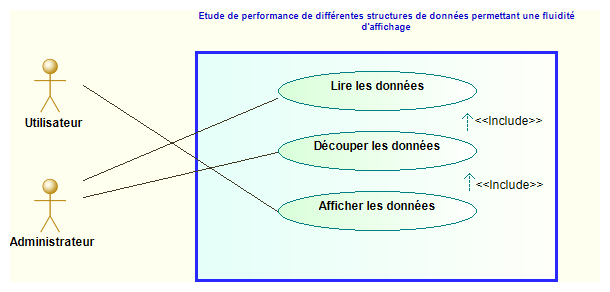 Etude de performance de différentes structures de données permettant une fluidité
d'affichage
Lire les données
<<Include>>
Utilisateur
Découper les données
<<Include>>
Afficher les données
Administrateur